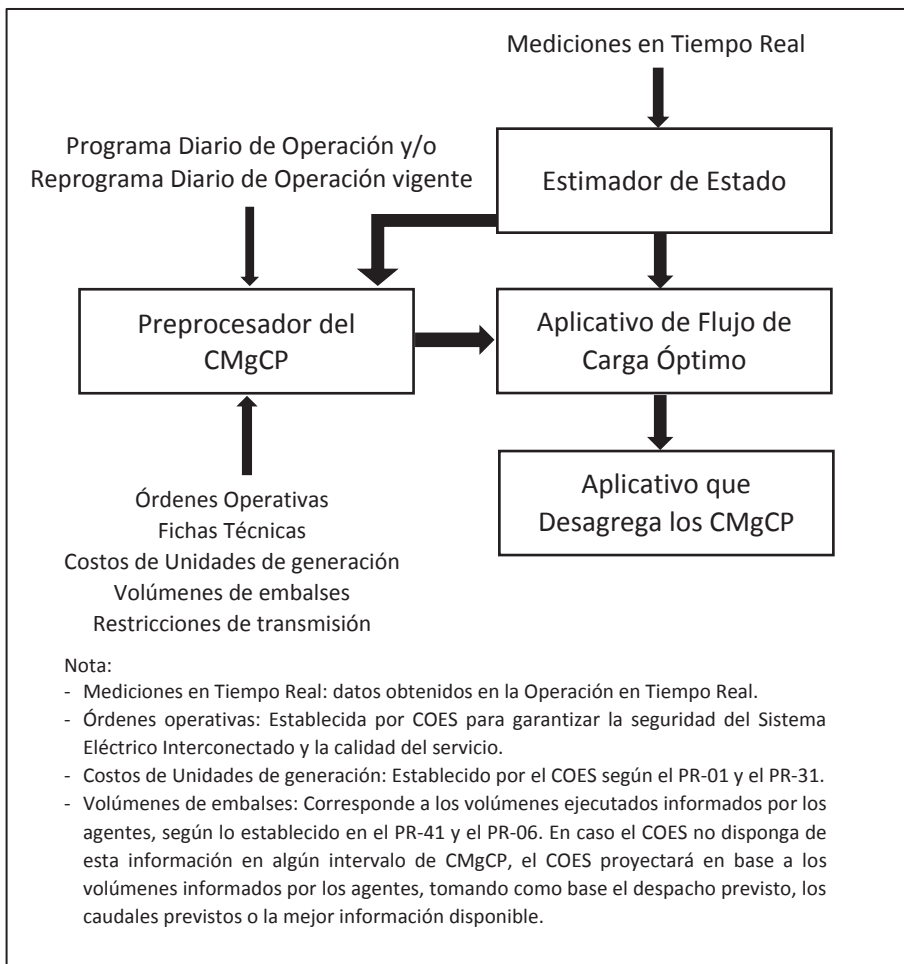 Mediciones en Tiempo Real
Programa Diario de Operación y/o
Reprograma Diario de Operación vigente
Estimador de Estado
Preprocesador del
CMgCP
Aplicativo de Flujo de
Carga Óptimo
Aplicativo que
Desagrega los CMgCP
Órdenes Operativas
Fichas Técnicas
Costos de Unidades de generación
Volúmenes de embalses
Restricciones de transmisión
Nota:
- Mediciones en Tiempo Real: datos obtenidos en la Operación en Tiempo Real.
- Órdenes operativas: Establecida por COES para garantizar la seguridad del Sistema
Eléctrico Interconectado y la calidad del servicio.
- Costos de Unidades de generación: Establecido por el COES según el PR-01 y el PR-31.
- Volúmenes de embalses: Corresponde a los volúmenes ejecutados informados por los
agentes, según lo establecido en el PR-41 y el PR-06. En caso el COES no disponga de
esta información en algún intervalo de CMgCP, el COES proyectará en base a los
volúmenes informados por los agentes, tomando como base el despacho previsto, los
caudales previstos o la mejor información disponible.